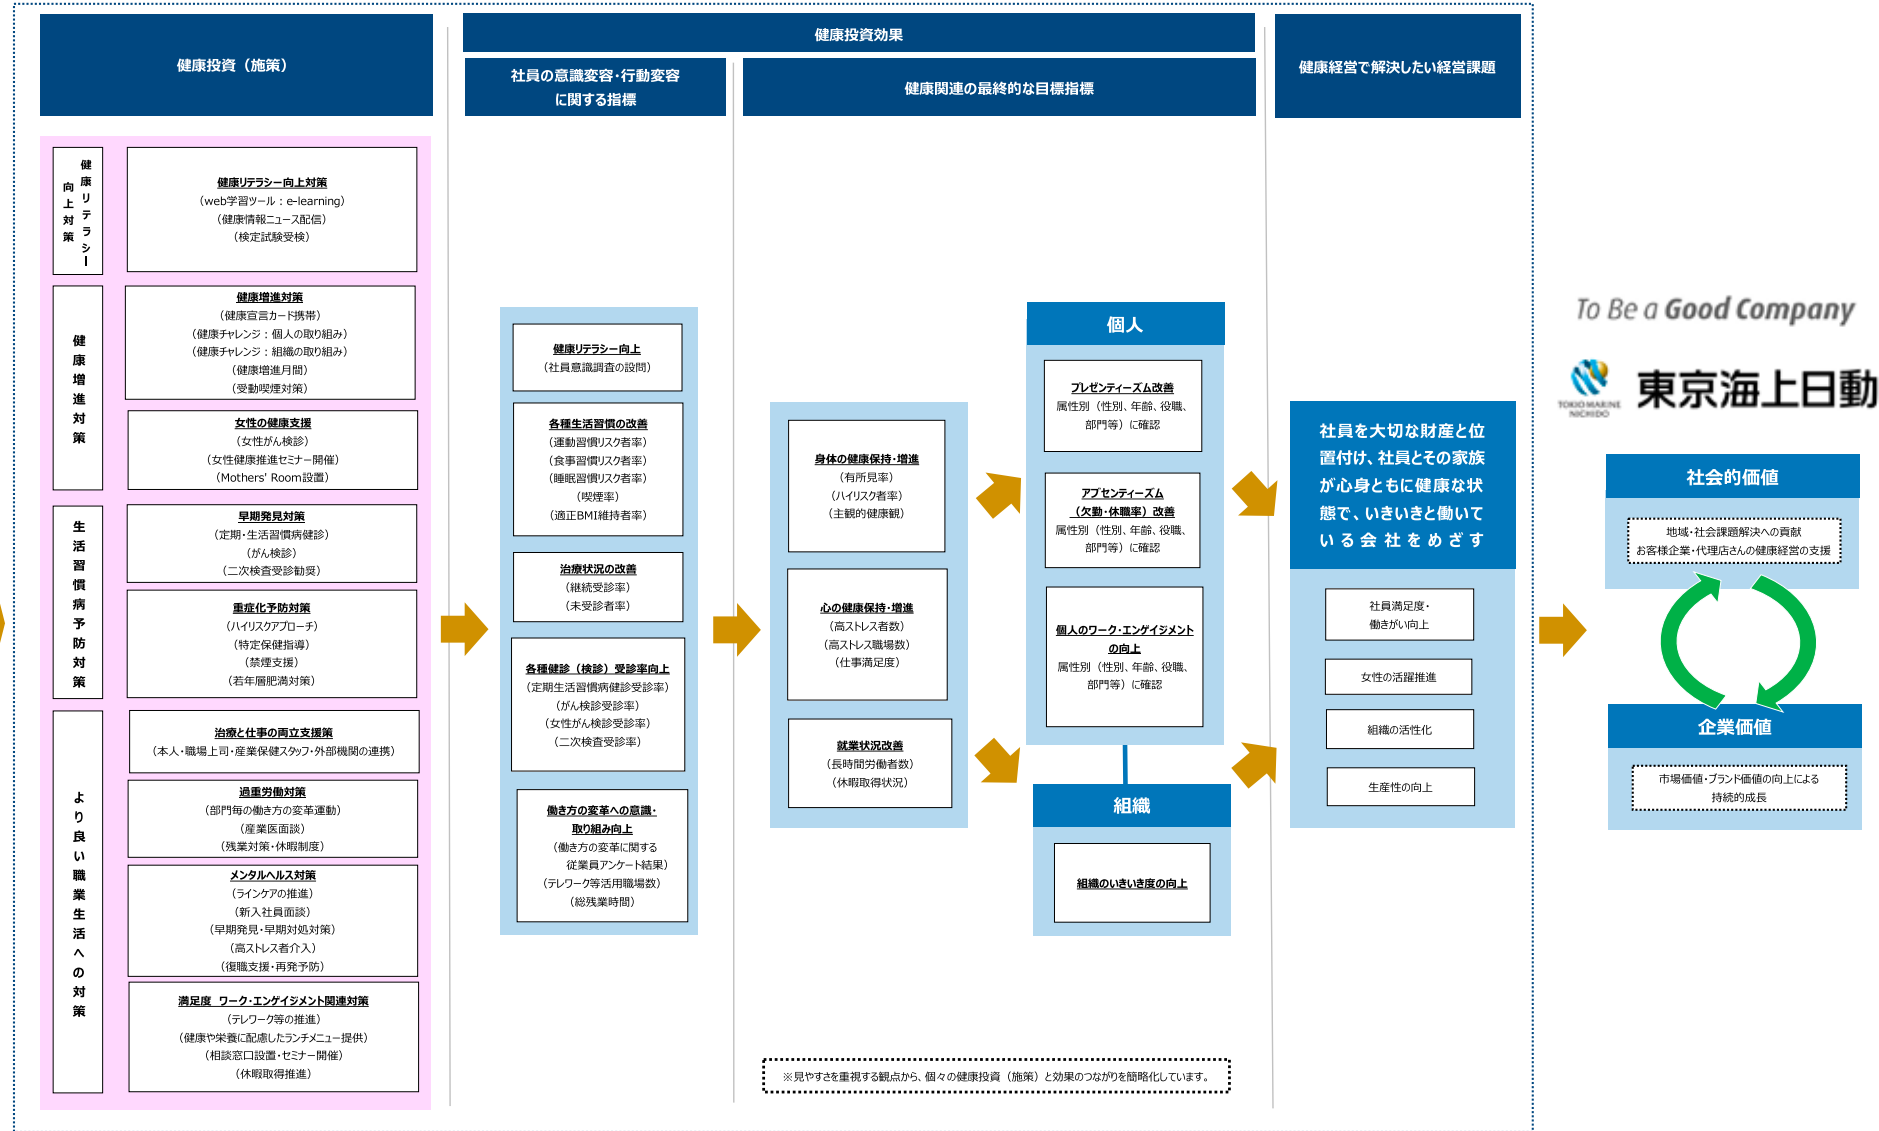 健康投資（施策）
健康投資効果
社員の意識変容・行動変容
に関する指標
健康関連の最終的な目標指標
健康経営で解決したい経営課題
健康リテラシー
向上対策
健康リテラシー向上対策
（web学習ツール：e-learning）
（健康情報ニュース配信）
（検定試験受検）
健康増進対策
健康増進対策
（健康宣言カード携帯）
（健康チャレンジ：個人の取り組み）
（健康チャレンジ：組織の取り組み）
（健康増進月間）
（受動喫煙対策）
女性の健康支援
（女性がん検診）
（女性健康推進セミナー開催）
（Mothers' Room設置）
生活習慣病予防対策
早期発見対策
（定期・生活習慣病健診）
（がん検診）
（二次検査受診勧奨）
重症化予防対策
（ハイリスクアプローチ）
（特定保健指導）
（禁煙支援）
（若年層肥満対策）
より良い職業生活への対策
治療と仕事の両立支援策
（本人・職場上司・産業保健スタッフ・外部機関の連携）
過重労働対策
（部門毎の働き方の変革運動）
（産業医面談）
（残業対策・休暇制度）
メンタルヘルス対策
（ラインケアの推進）
（新入社員面談）
（早期発見・早期対処対策）
（高ストレス者介入）
（復職支援・再発予防）
満足度　ワーク・エンゲイジメント関連対策
（テレワーク等の推進）
（健康や栄養に配慮したランチメニュー提供）
（相談窓口設置・セミナー開催）
（休暇取得推進）
健康リテラシー向上
（社員意識調査の設問）
各種生活習慣の改善
（運動習慣リスク者率）
（食事習慣リスク者率）
（睡眠習慣リスク者率）
（喫煙率）
（適正BMI維持者率）
治療状況の改善
（継続受診率）
（未受診者率）
各種健診（検診）受診率向上
（定期生活習慣病健診受診率）
（がん検診受診率）
（女性がん検診受診率）
（二次検査受診率）
働き方の変革への意識・
取り組み向上
（働き方の変革に関する
従業員アンケート結果）
（テレワーク等活用職場数）
（総残業時間）
身体の健康保持・増進
（有所見率）
（ハイリスク者率）
（主観的健康観）
心の健康保持・増進
（高ストレス者数）
（高ストレス職場数）
（仕事満足度）
就業状況改善
（長時間労働者数）
（休暇取得状況）
個人
プレゼンティーズム改善
属性別（性別、年齢、役職、
部門等）に確認
アブセンティーズム
（欠勤・休職率）改善
属性別（性別、年齢、役職、
部門等）に確認
個人のワーク・エンゲイジメント
の向上
属性別（性別、年齢、役職、
部門等）に確認
組織
組織のいきいき度の向上
※見やすさを重視する観点から、個々の健康投資（施策）と効果のつながりを簡略化しています。
社員を大切な財産と位
置付け、社員とその家族
が心身ともに健康な状
態で、いきいきと働いて
いる会社をめざす
社員満足度・
働きがい向上
女性の活躍推進
組織の活性化
生産性の向上
To Be a Good Company
TOKIO MARINE
NICHIDO
東京海上日動
社会的価値
地域・社会課題解決への貢献
お客様企業・代理店さんの健康経営の支援
企業価値
市場価値・ブランド価値の向上による
持続的成長